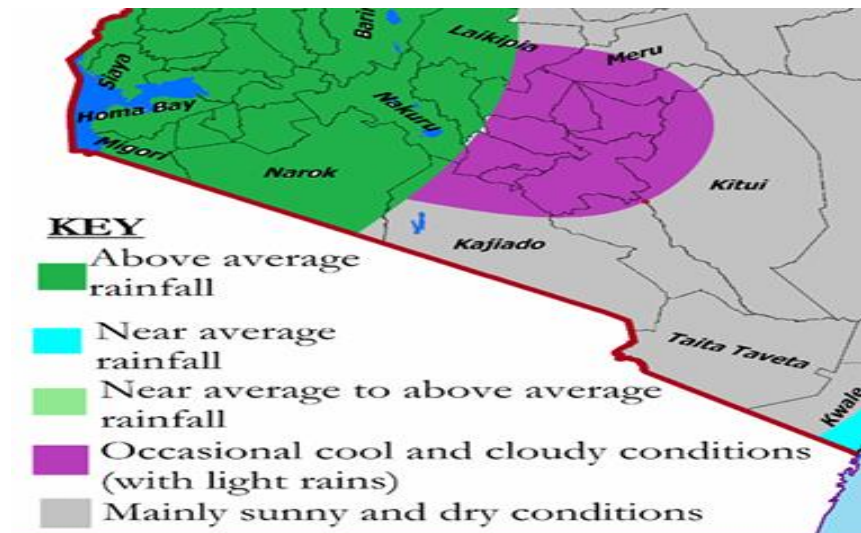 Barin
Laikipia
Meru
Siaya
Homa Bay
Nakuru
Migori
Narok
Kitui
Kajiado
Taita Taveta
Kwale
KEY
Above average
rainfall
Near average
rainfall
Near average to above average
rainfall
Occasional cool and cloudy conditions
(with light rains)
Mainly sunny and dry conditions